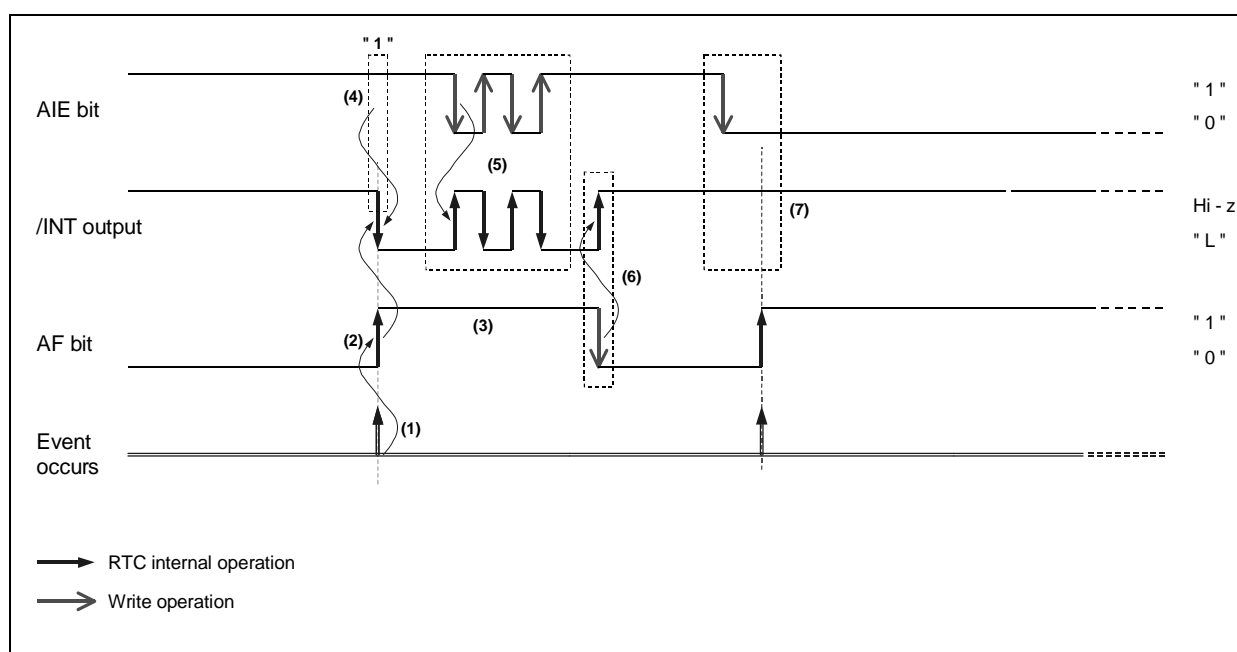 " 1 "
(4)
AIE bit
" 1 "
" 0 "
(5)
/INT output
(7)
Hi - z
" L "
(6)
(2)
(3)
AF bit
" 1 "
" 0 "
(1)
Event
occurs
RTC internal operation
Write operation